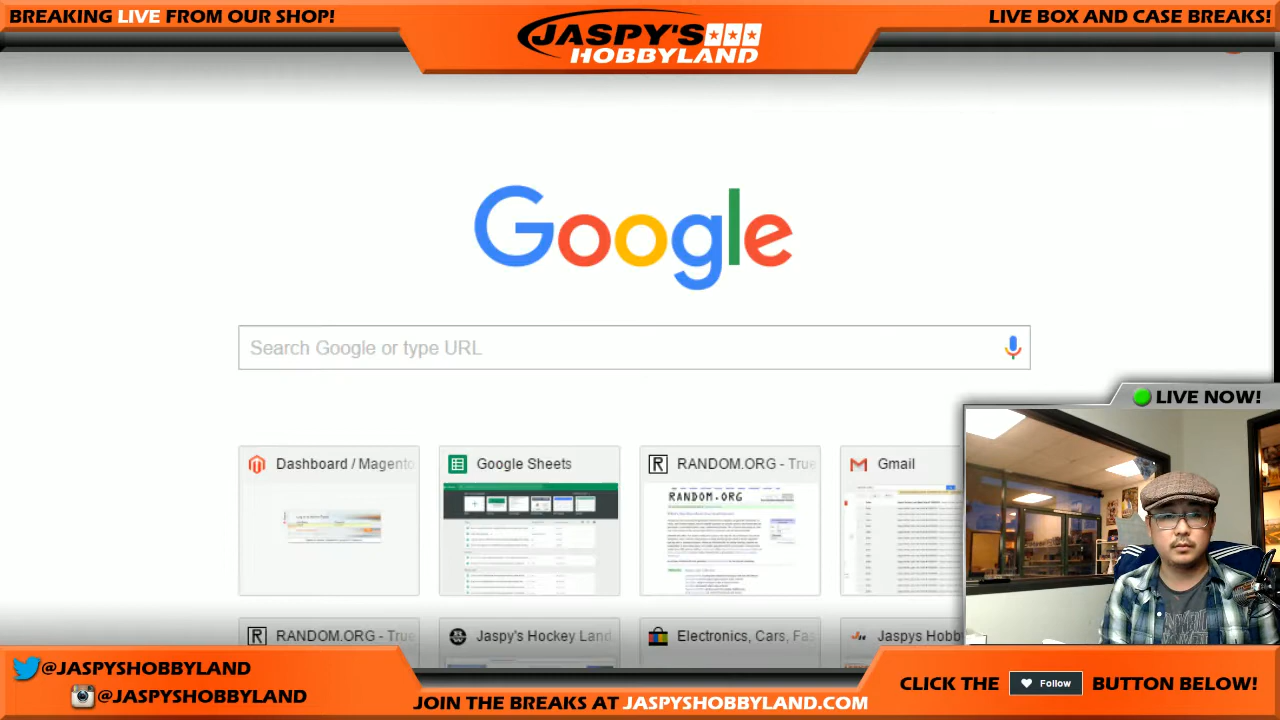 BREAKING LIVE FROM OUR SHOP!
JASPY'S
HOBBYLAND
LIVE BOX AND CASE BREAKS!
Google
Search Google or type URL
LIVE NOW!
Dashboard / Magento
Google Sheets
RANDOM.ORG - True
Gmail
RANDOM.ORG
RANDOM.ORG - True
Jaspy's Hockey Land
Electronics, Cars, Fas
Jaspys Hobb
@JASPYSHOBBYLAND
@JASPYSHOBBYLAND
JOIN THE BREAKS AT JASPYSHOBBYLAND.COM
CLICK THE Follow BUTTON BELOW!